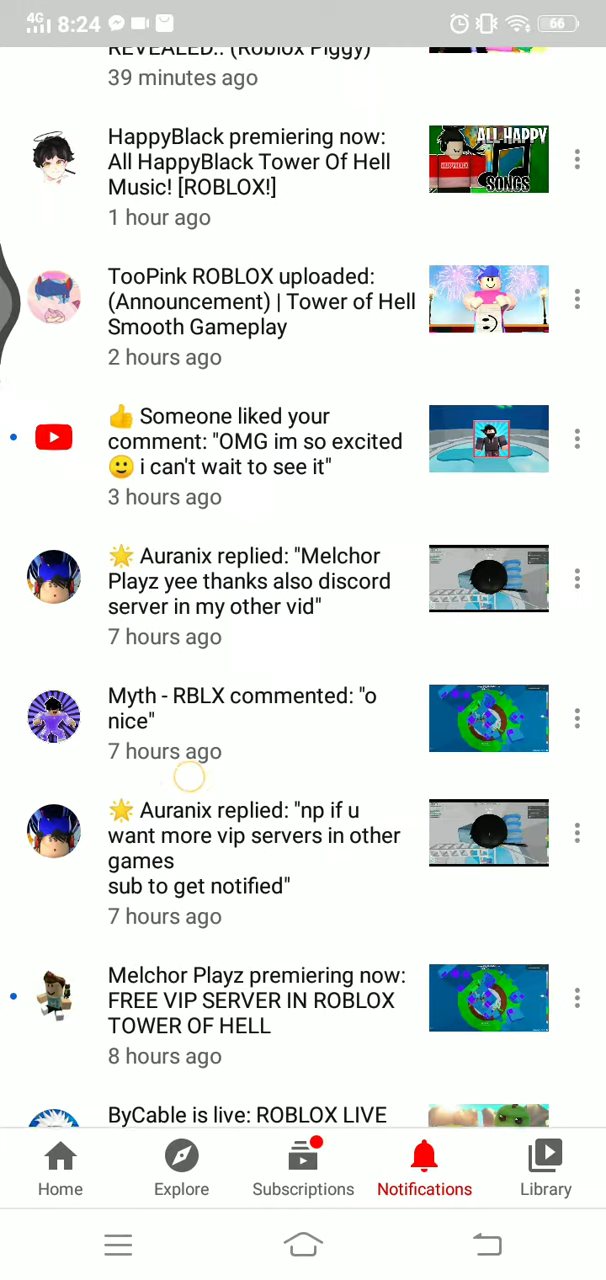 4G 8:24 66
REVEALED.. (Roblox Piggy)
39 minutes ago
HappyBlack premiering now:
All HappyBlack Tower Of Hell
Music! [ROBLOX!]
1 hour ago
ALL HAPPY
SONGS
TooPink ROBLOX uploaded:
(Announcement) | Tower of Hell
Smooth Gameplay
2 hours ago
👍 Someone liked your
comment: "OMG im so excited
🙂 i can't wait to see it"
3 hours ago
🌟 Auranix replied: "Melchor
Playz yee thanks also discord
server in my other vid"
7 hours ago
Myth - RBLX commented: "o
nice"
7 hours ago
🌟 Auranix replied: "np if u
want more vip servers in other
games
sub to get notified"
7 hours ago
Melchor Playz premiering now:
FREE VIP SERVER IN ROBLOX
TOWER OF HELL
8 hours ago
ByCable is live: ROBLOX LIVE
Home Explore Subscriptions Notifications Library